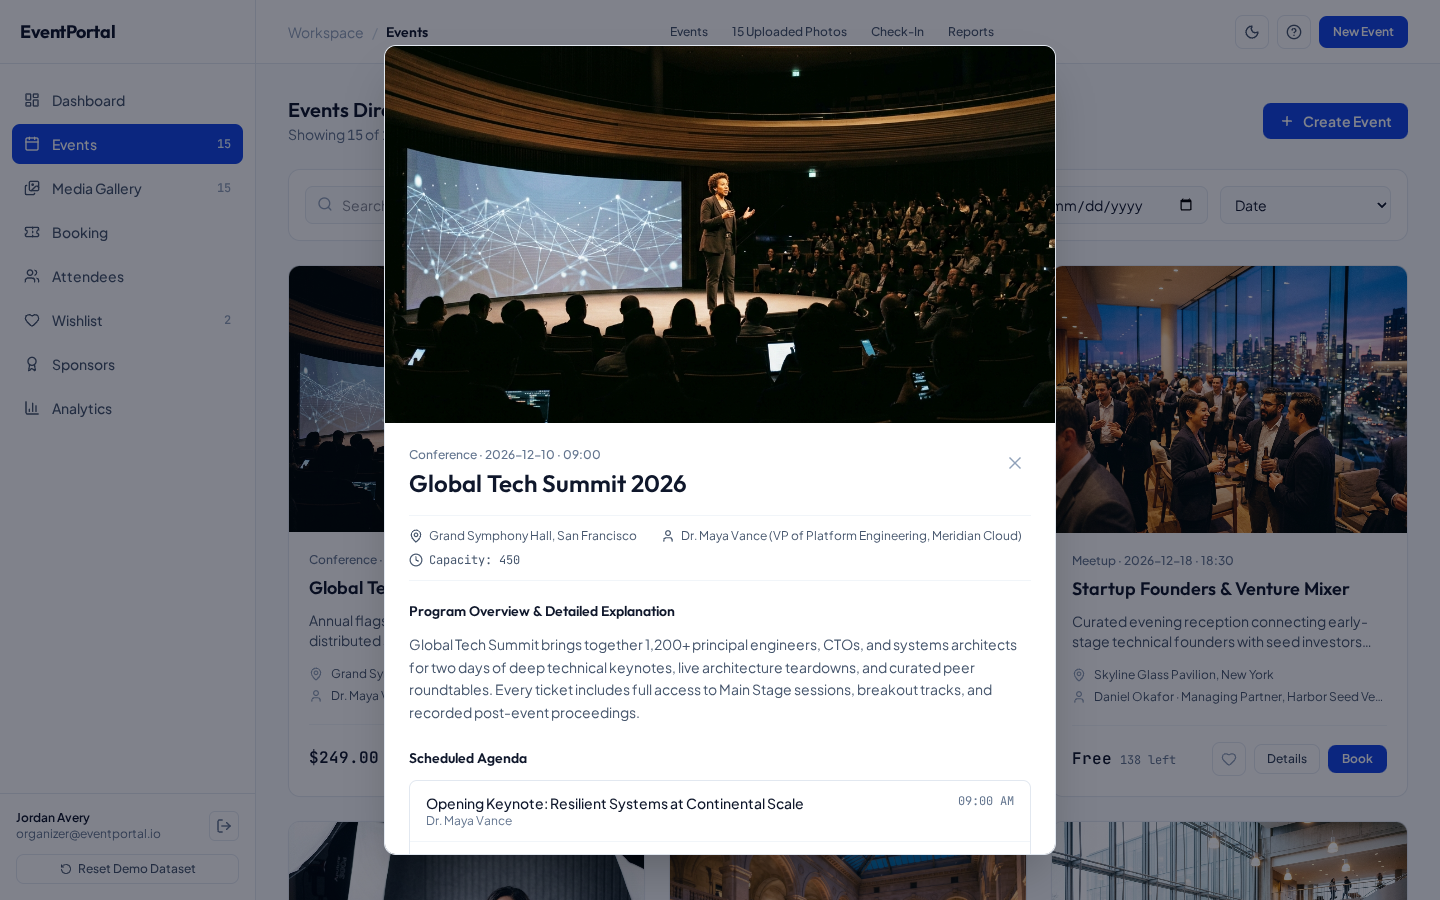 EventPortal
Workspace / Events
Events 15 Uploaded Photos Check-In Reports
New Event
Dashboard
Events 15
Media Gallery 15
Booking
Attendees
Wishlist 2
Sponsors
Analytics
Jordan Avery
organizer@eventportal.io
Reset Demo Dataset
Events Dire
Showing 15 of
Create Event
Search
mm/dd/yyyy
Date
Conference ·
Global Te
Annual flags
distributed
Grand Sy
Dr. Maya V
$249.00
Conference · 2026-12-10 · 09:00
Global Tech Summit 2026
Grand Symphony Hall, San Francisco
Dr. Maya Vance (VP of Platform Engineering, Meridian Cloud)
Capacity: 450
Program Overview & Detailed Explanation
Global Tech Summit brings together 1,200+ principal engineers, CTOs, and systems architects
for two days of deep technical keynotes, live architecture teardowns, and curated peer
roundtables. Every ticket includes full access to Main Stage sessions, breakout tracks, and
recorded post-event proceedings.
Scheduled Agenda
Opening Keynote: Resilient Systems at Continental Scale 09:00 AM
Dr. Maya Vance
Meetup · 2026-12-18 · 18:30
Startup Founders & Venture Mixer
Curated evening reception connecting early-
stage technical founders with seed investors...
Skyline Glass Pavilion, New York
Daniel Okafor · Managing Partner, Harbor Seed Ve...
Free 138 left
Details
Book